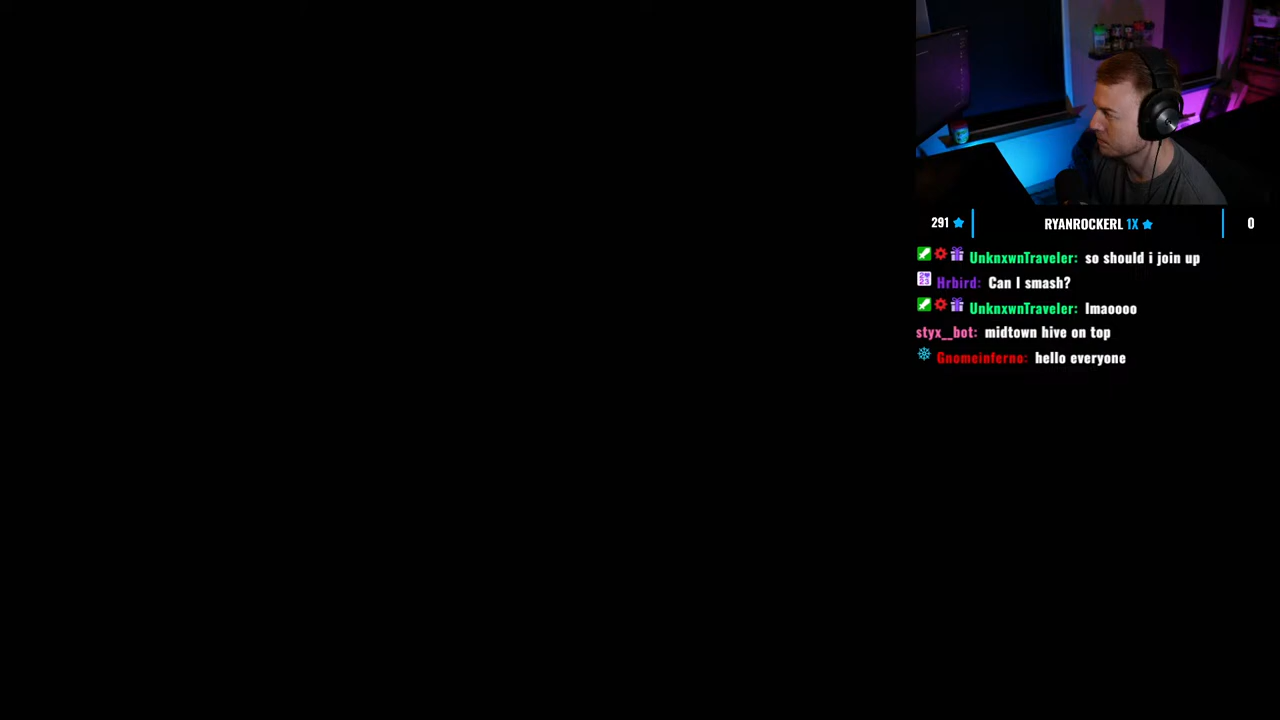 291
RYANROCKERL 1X
0
UnknxwnTraveler: so should i join up
Hrbird: Can I smash?
UnknxwnTraveler: lmaoooo
styx__bot: midtown hive on top
Gnomeinferno: hello everyone